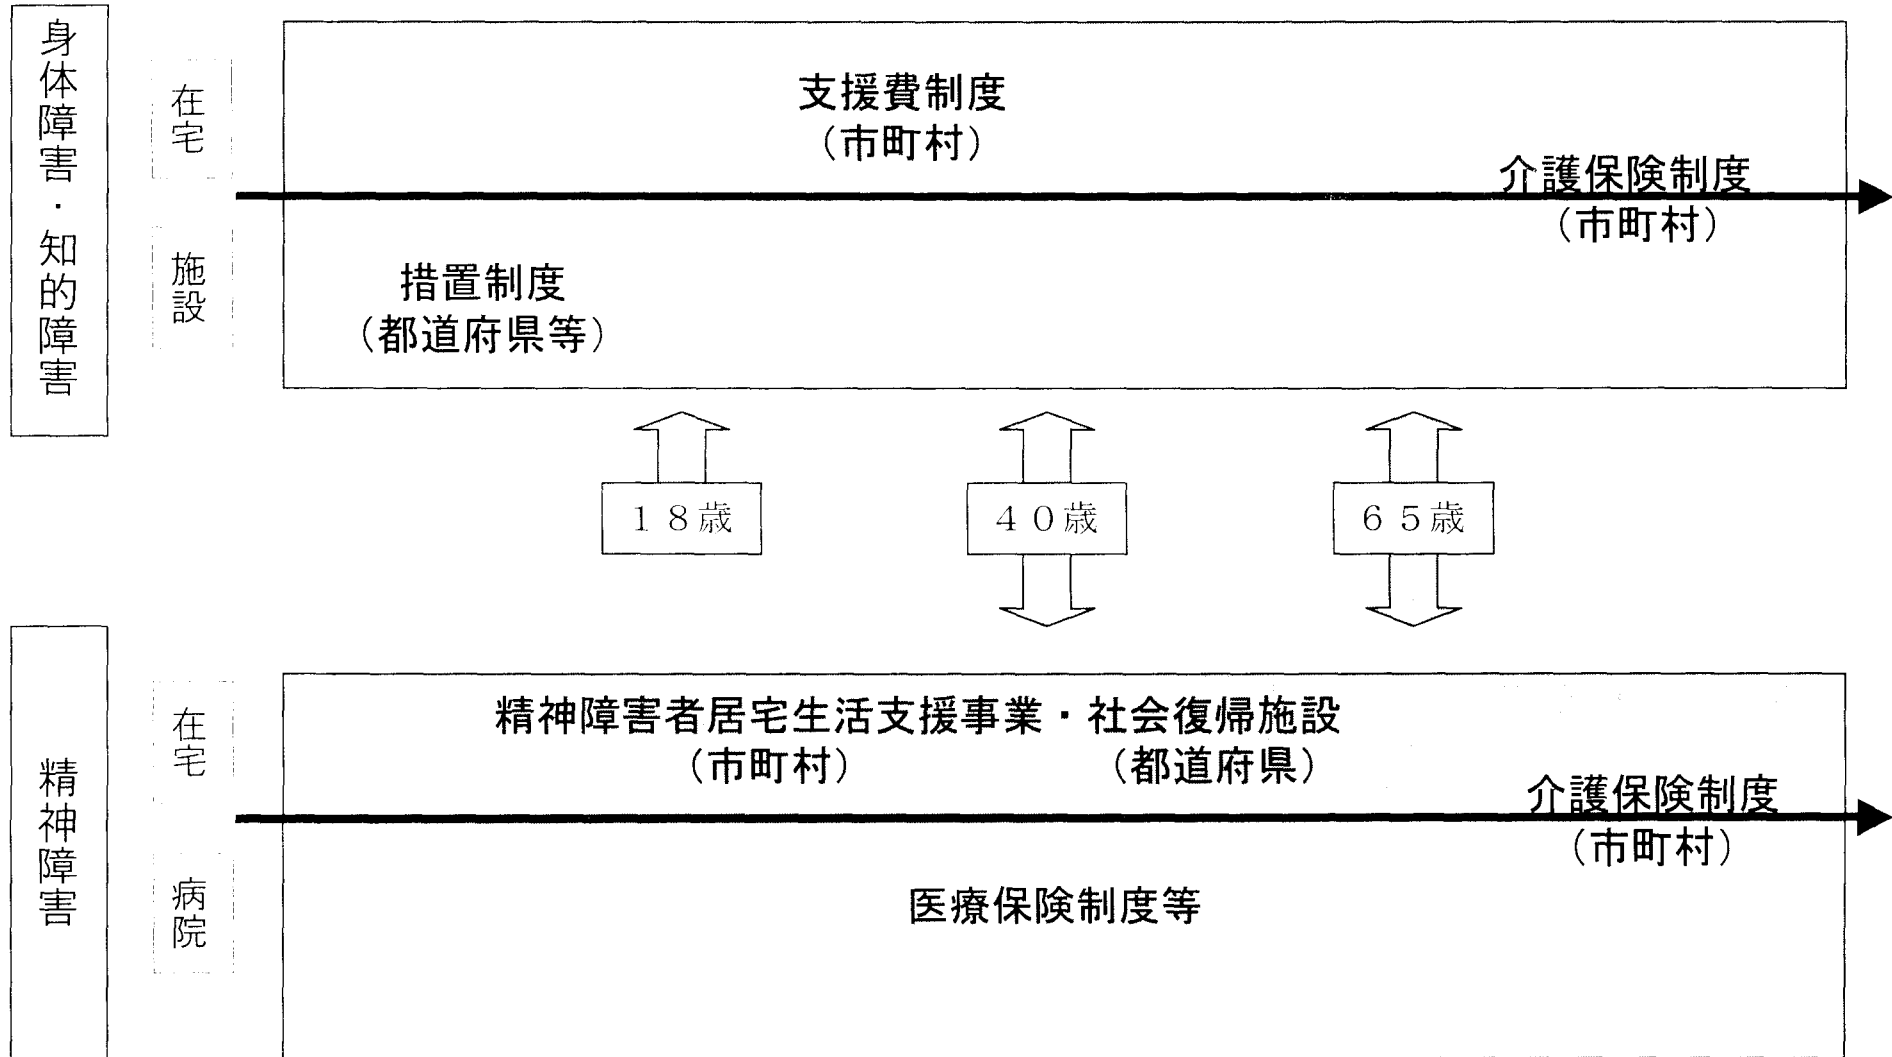 身体障害・知的障害
在宅
支援費制度
（市町村）
介護保険制度
（市町村）
施設
措置制度
（都道府県等）
１８歳
４０歳
６５歳
精神障害
在宅
精神障害者居宅生活支援事業・社会復帰施設
（市町村）
（都道府県）
介護保険制度
（市町村）
病院
医療保険制度等